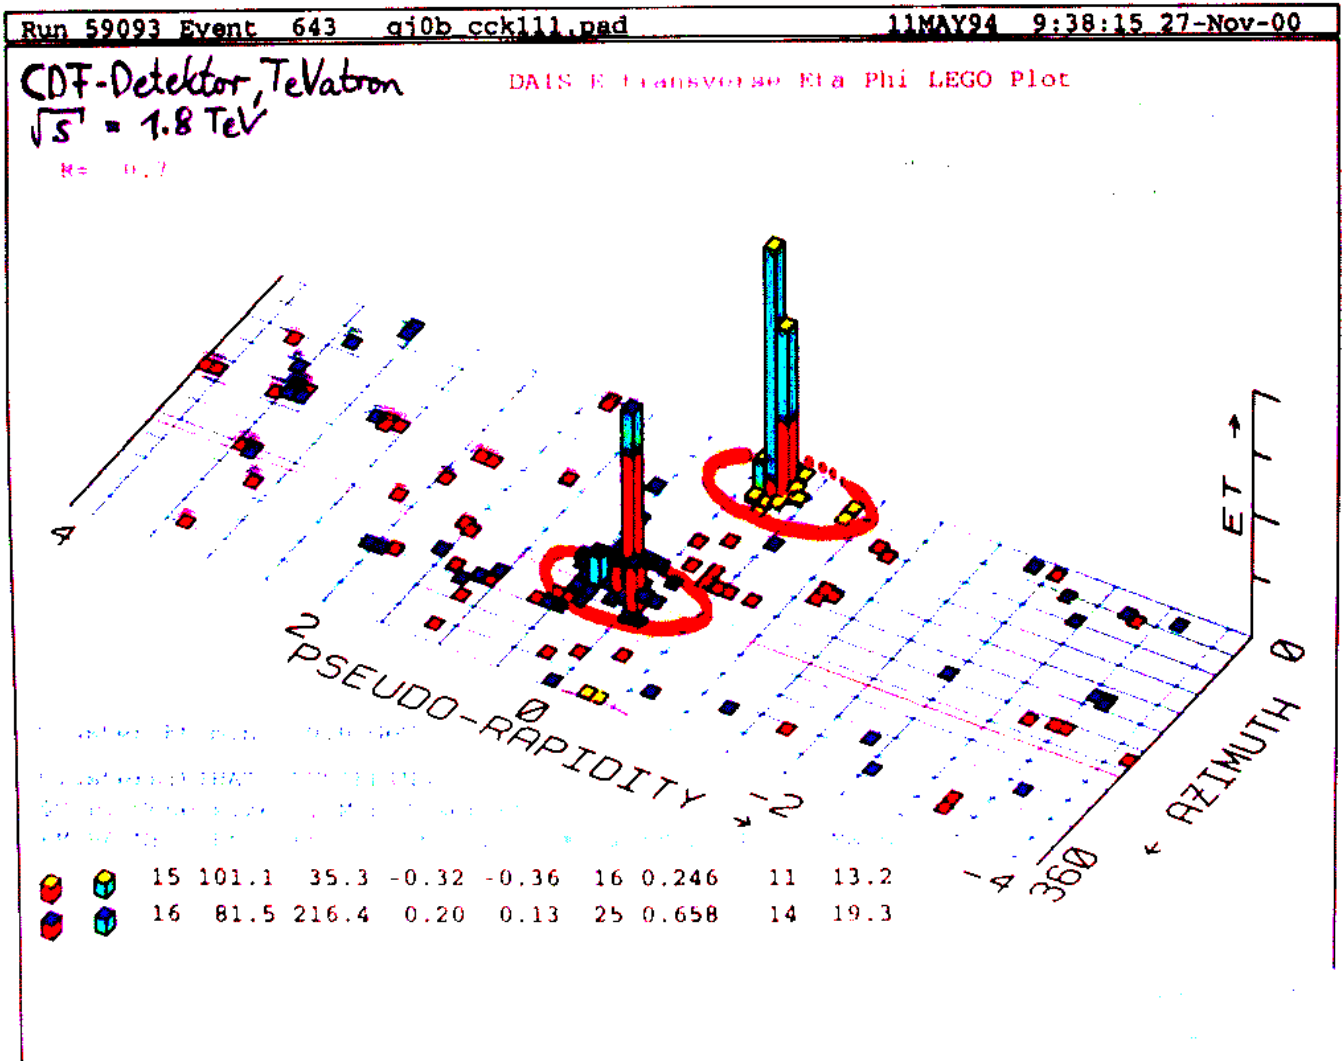 Run 59093 Event 643 qj0b_cck111.pad 11MAY94 9:38:15 27-Nov-00
CDF-Detektor, TeVatron
√s = 1.8 TeV
DAIS E transverse Eta Phi LEGO Plot
R= 0.7
ET →
4
2
0
-2
-4
PSEUDO-RAPIDITY →
0
360
← AZIMUTH
15 101.1 35.3 -0.32 -0.36 16 0.246 11 13.2
16 81.5 216.4 0.20 0.13 25 0.658 14 19.3